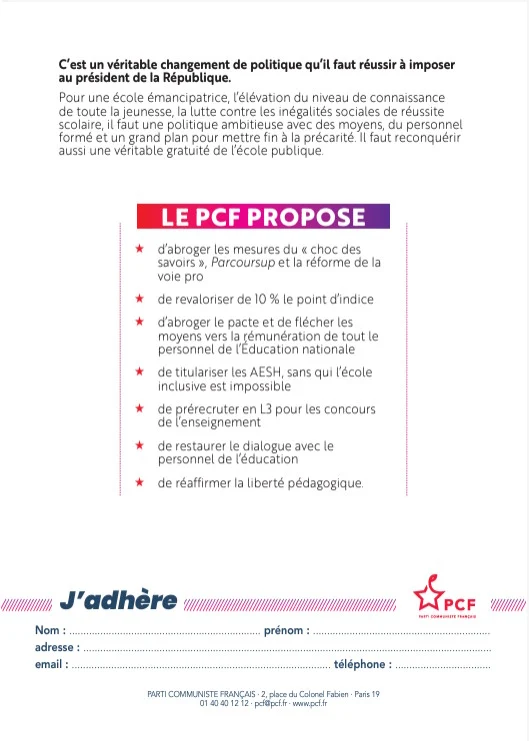 C’est un véritable changement de politique qu’il faut réussir à imposer
au président de la République.
Pour une école émancipatrice, l’élévation du niveau de connaissance
de toute la jeunesse, la lutte contre les inégalités sociales de réussite
scolaire, il faut une politique ambitieuse avec des moyens, du personnel
formé et un grand plan pour mettre fin à la précarité. Il faut reconquérir
aussi une véritable gratuité de l’école publique.
LE PCF PROPOSE
★ d’abroger les mesures du « choc des
savoirs », Parcoursup et la réforme de la
voie pro
★ de revaloriser de 10 % le point d’indice
★ d’abroger le pacte et de flécher les
moyens vers la rémunération de tout le
personnel de l’Éducation nationale
★ de titulariser les AESH, sans qui l’école
inclusive est impossible
★ de prérecruter en L3 pour les concours
de l’enseignement
★ de restaurer le dialogue avec le
personnel de l’éducation
★ de réaffirmer la liberté pédagogique.
J’adhère
PCF
PARTI COMMUNISTE FRANÇAIS
Nom : ........................................................ prénom : ....................................................
adresse : ........................................................................................................................
email : ............................................................................ téléphone : ............................
PARTI COMMUNISTE FRANÇAIS · 2, place du Colonel Fabien · Paris 19
01 40 40 12 12 · pcf@pcf.fr · www.pcf.fr